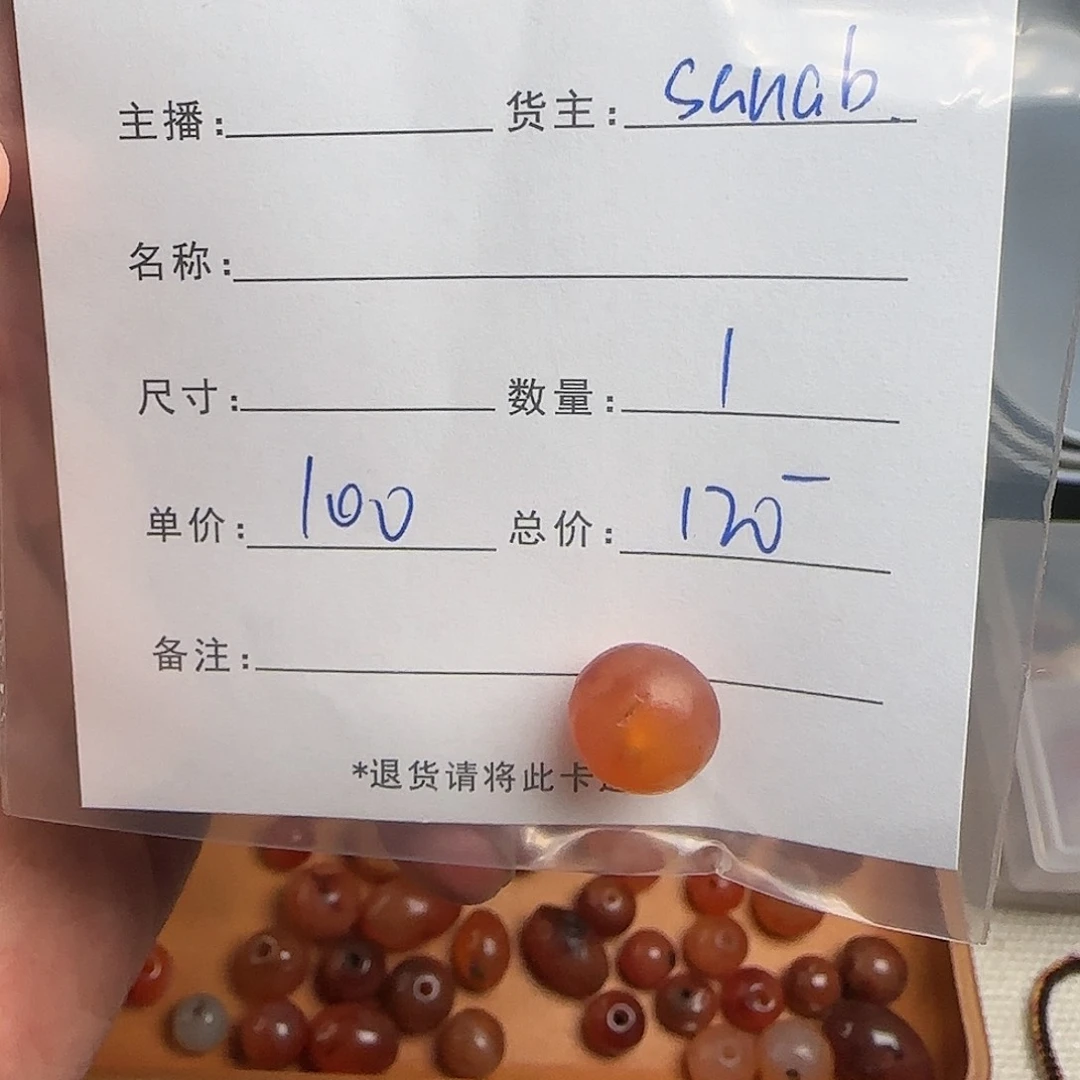 主播: 货主: sanab.
名称:
尺寸: 数量: 1
单价: 100 总价: 120-
备注:
*退货请将此卡